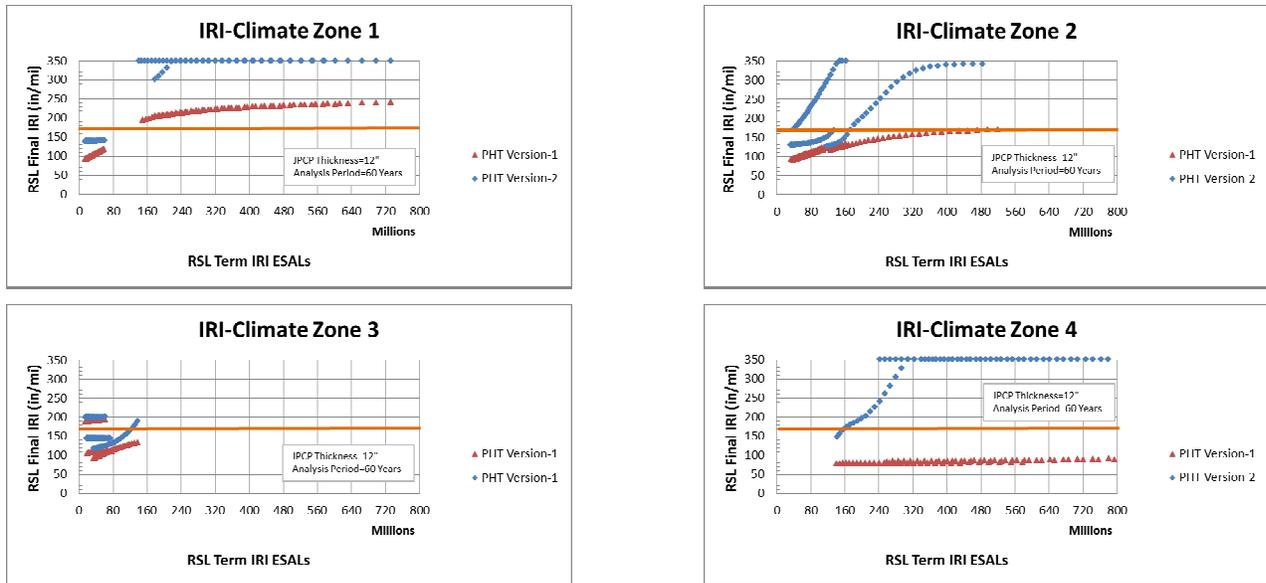 IRI-Climate Zone 1
RSL Final IRI (in/mi)
350
300
250
200
150
100
50
0
JPCP Thickness=12"
Analysis Period=60 Years
PHT Version-1
PHT Version-2
0 80 160 240 320 400 480 560 640 720 800
Millions
RSL Term IRI ESALs
IRI-Climate Zone 2
RSL Final IRI (in/mi)
350
300
250
200
150
100
50
0
JPCP Thickness 12"
Analysis Period=60 Years
PHT Version-1
PHT Version 2
0 80 160 240 320 400 480 560 640 720 800
Millions
RSL Term IRI ESALs
IRI-Climate Zone 3
RSL Final IRI (in/mi)
350
300
250
200
150
100
50
0
JPCP Thickness 12"
Analysis Period=60 Years
PHT Version-1
PHT Version-1
0 80 160 240 320 400 480 560 640 720 800
Millions
RSL Term IRI ESALs
IRI-Climate Zone 4
RSL Final IRI (in/mi)
350
300
250
200
150
100
50
0
JPCP Thickness=12"
Analysis Period 60 Years
PHT Version-1
PHT Version 2
0 80 160 240 320 400 480 560 640 720 800
Millions
RSL Term IRI ESALs